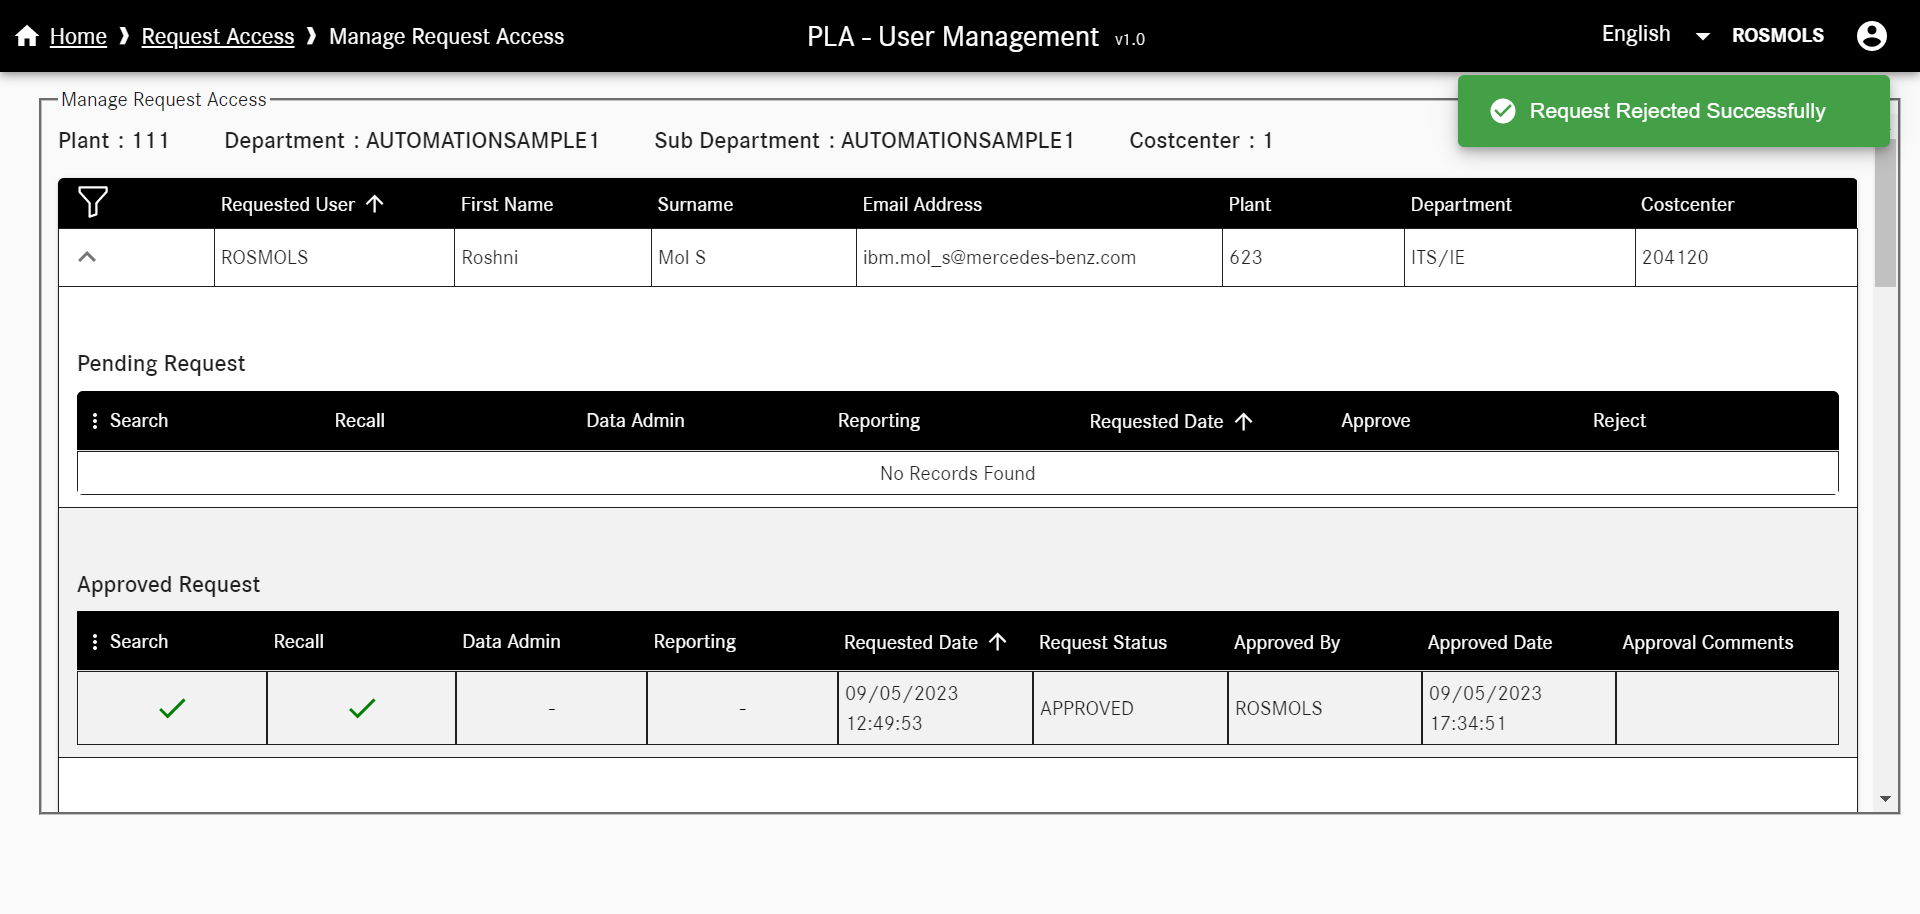 Home ❱ Request Access ❱ Manage Request Access
PLA - User Management v1.0
English ROSMOLS
Request Rejected Successfully
Manage Request Access
Plant : 111 Department : AUTOMATIONSAMPLE1 Sub Department : AUTOMATIONSAMPLE1 Costcenter : 1
Requested User First Name Surname Email Address Plant Department Costcenter
ROSMOLS Roshni Mol S ibm.mol_s@mercedes-benz.com 623 ITS/IE 204120
Pending Request
Search Recall Data Admin Reporting Requested Date Approve Reject
No Records Found
Approved Request
Search Recall Data Admin Reporting Requested Date Request Status Approved By Approved Date Approval Comments
- - 09/05/2023 12:49:53 APPROVED ROSMOLS 09/05/2023 17:34:51